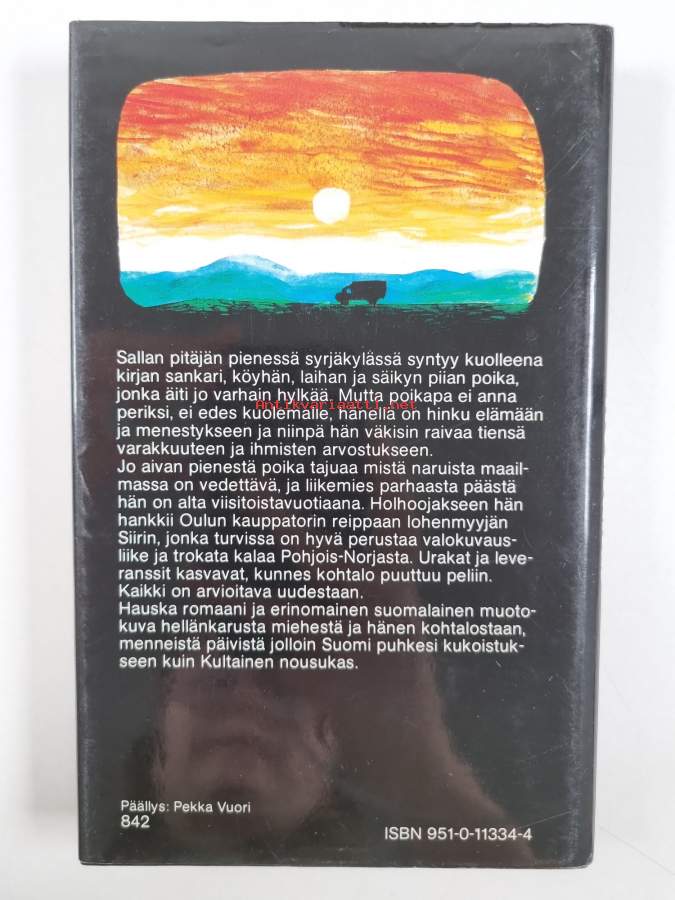 Sallan pitäjän pienessä syrjäkylässä syntyy kuolleena
kirjan sankari, köyhän, laihan ja säikyn piian poika,
jonka äiti jo varhain hylkää. Mutta poikapa ei anna
Antikvariaatti.net
periksi, ei edes kuolemalle, hänellä on hinku elämään
ja menestykseen ja niinpä hän väkisin raivaa tiensä
varakkuuteen ja ihmisten arvostukseen.
Jo aivan pienestä poika tajuaa mistä naruista maail-
massa on vedettävä, ja liikemies parhaasta päästä
hän on alta viisitoistavuotiaana. Holhoojakseen hän
hankkii Oulun kauppatorin reippaan lohenmyyjän
Siirin, jonka turvissa on hyvä perustaa valokuvaus-
liike ja trokata kalaa Pohjois-Norjasta. Urakat ja leve-
ranssit kasvavat, kunnes kohtalo puuttuu peliin.
Kaikki on arvioitava uudestaan.
Hauska romaani ja erinomainen suomalainen muoto-
kuva hellänkarusta miehestä ja hänen kohtalostaan,
menneistä päivistä jolloin Suomi puhkesi kukoistuk-
seen kuin Kultainen nousukas.
Päällys: Pekka Vuori
842
ISBN 951-0-11334-4